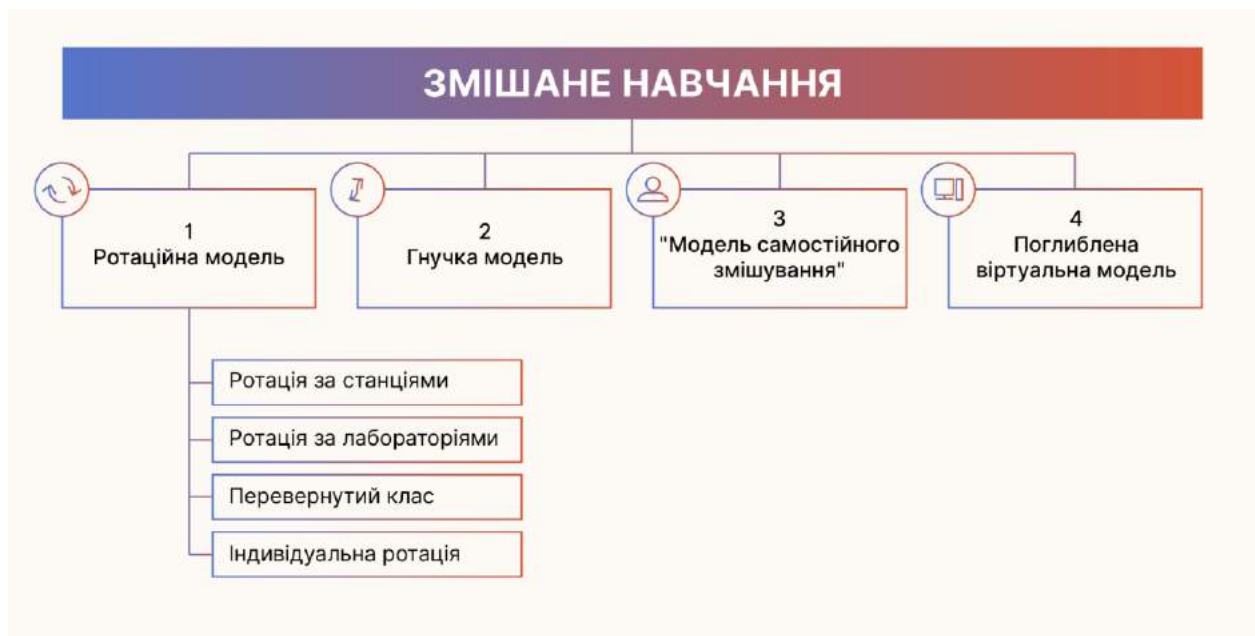 ЗМІШАНЕ НАВЧАННЯ
1
Ротаційна модель
2
Гнучка модель
3
"Модель самостійного
змішування"
4
Поглиблена
віртуальна модель
Ротація за станціями
Ротація за лабораторіями
Перевернутий клас
Індивідуальна ротація